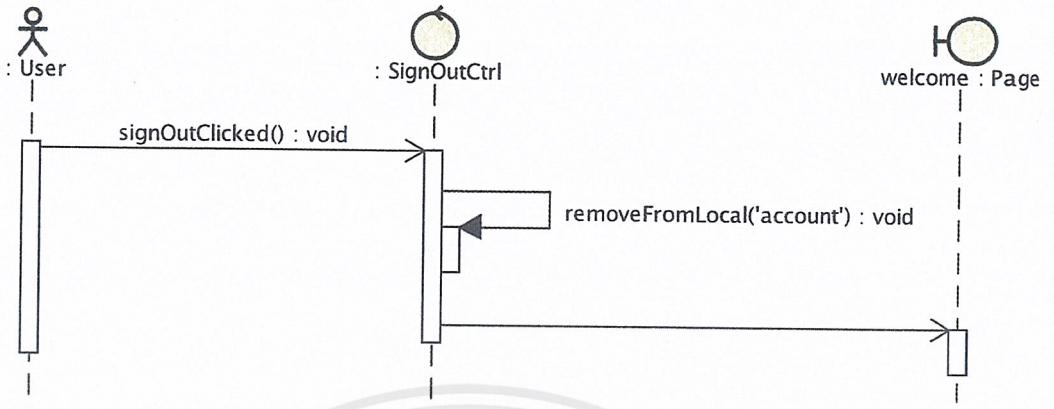 : User
: SignOutCtrl
welcome : Page
signOutClicked() : void
removeFromLocal('account') : void